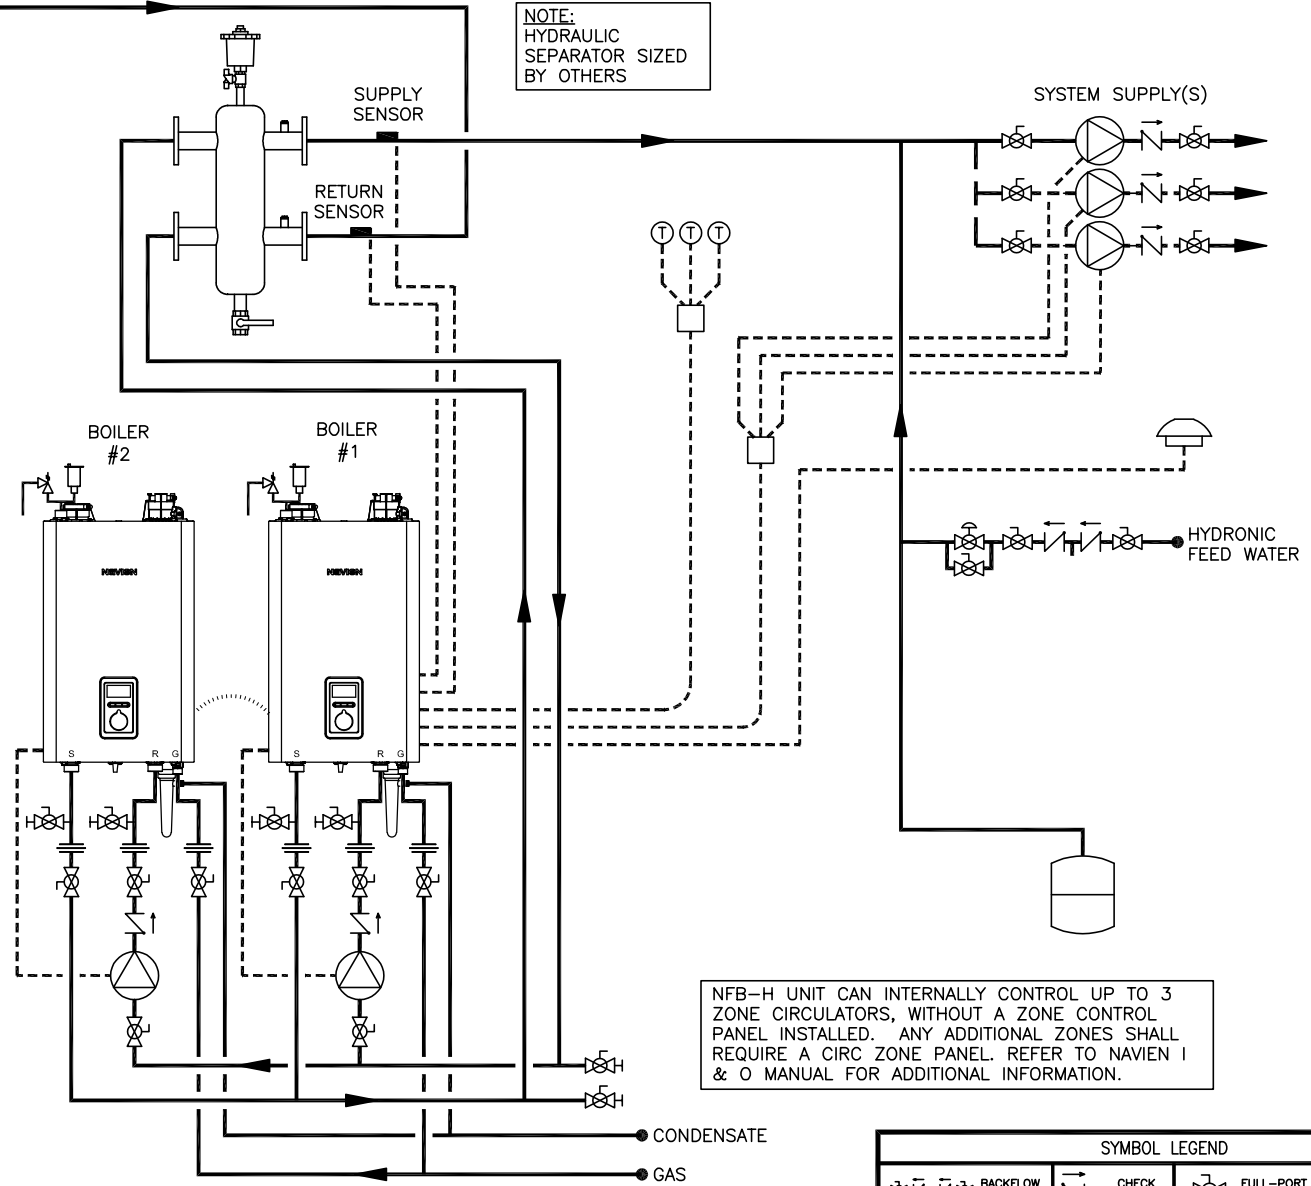 NOTE:
HYDRAULIC
SEPARATOR SIZED
BY OTHERS
SUPPLY
SENSOR
SYSTEM SUPPLY(S)
RETURN
SENSOR
T T T
BOILER
#2
BOILER
#1
HYDRONIC
FEED WATER
NAVIEN
NAVIEN
S R G
S R G
NFB-H UNIT CAN INTERNALLY CONTROL UP TO 3
ZONE CIRCULATORS, WITHOUT A ZONE CONTROL
PANEL INSTALLED. ANY ADDITIONAL ZONES SHALL
REQUIRE A CIRC ZONE PANEL. REFER TO NAVIEN I
& O MANUAL FOR ADDITIONAL INFORMATION.
CONDENSATE
GAS
SYMBOL LEGEND
BACKFLOW
CHECK
FULL-PORT